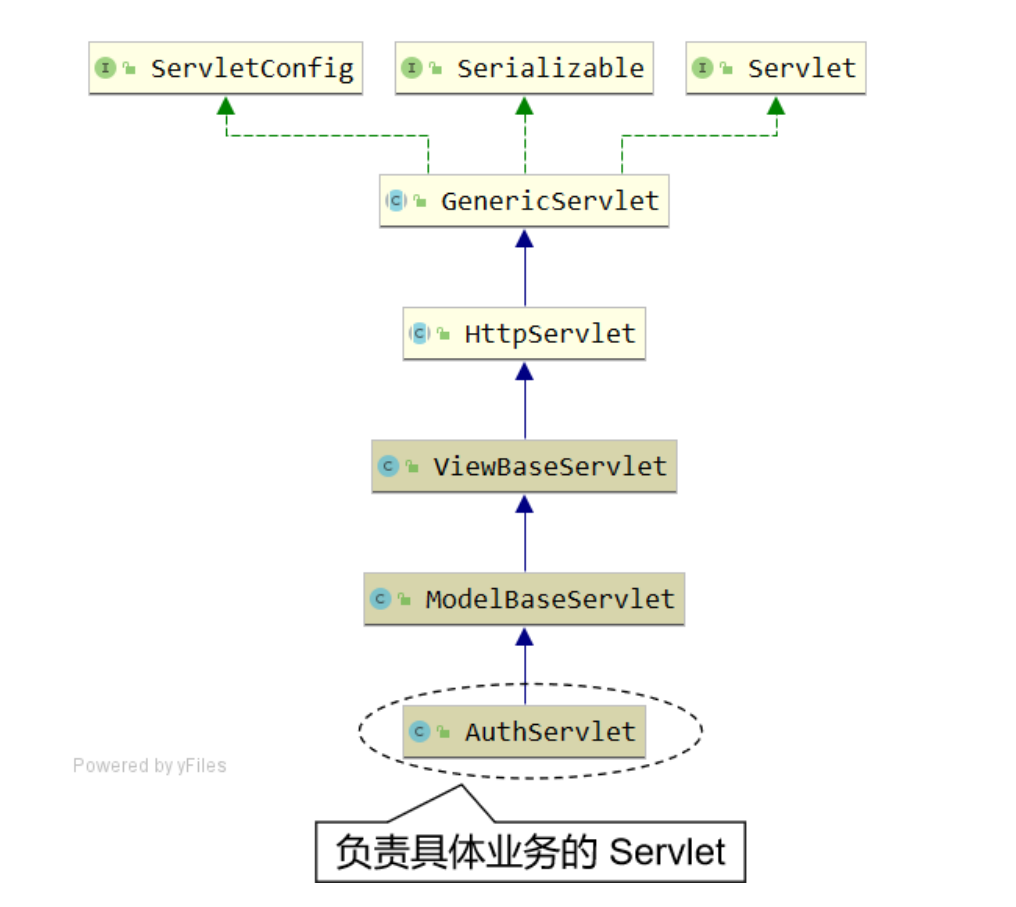 ServletConfig
Serializable
Servlet
GenericServlet
HttpServlet
ViewBaseServlet
ModelBaseServlet
AuthServlet
Powered by yFiles
负责具体业务的 Servlet